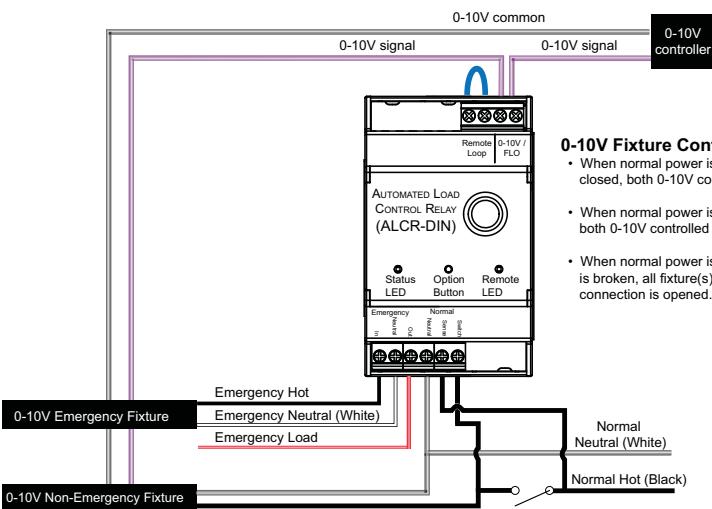 0-10V common
0-10V signal
0-10V signal
0-10V
controller
Remote
Loop
0-10V /
FLO
0-10V Fixture Cont
• When normal power is
closed, both 0-10V co
• When normal power is
both 0-10V controlled
• When normal power is
is broken, all fixture(s)
connection is opened.
AUTOMATED LOAD
CONTROL RELAY
(ALCR-DIN)
Status
LED
Option
Button
Remote
LED
Emergency
Normal
In
Neutral
Out
Neutral
Sense
Switch
Emergency Hot
0-10V Emergency Fixture
Emergency Neutral (White)
Emergency Load
Normal
Neutral (White)
Normal Hot (Black)
0-10V Non-Emergency Fixture